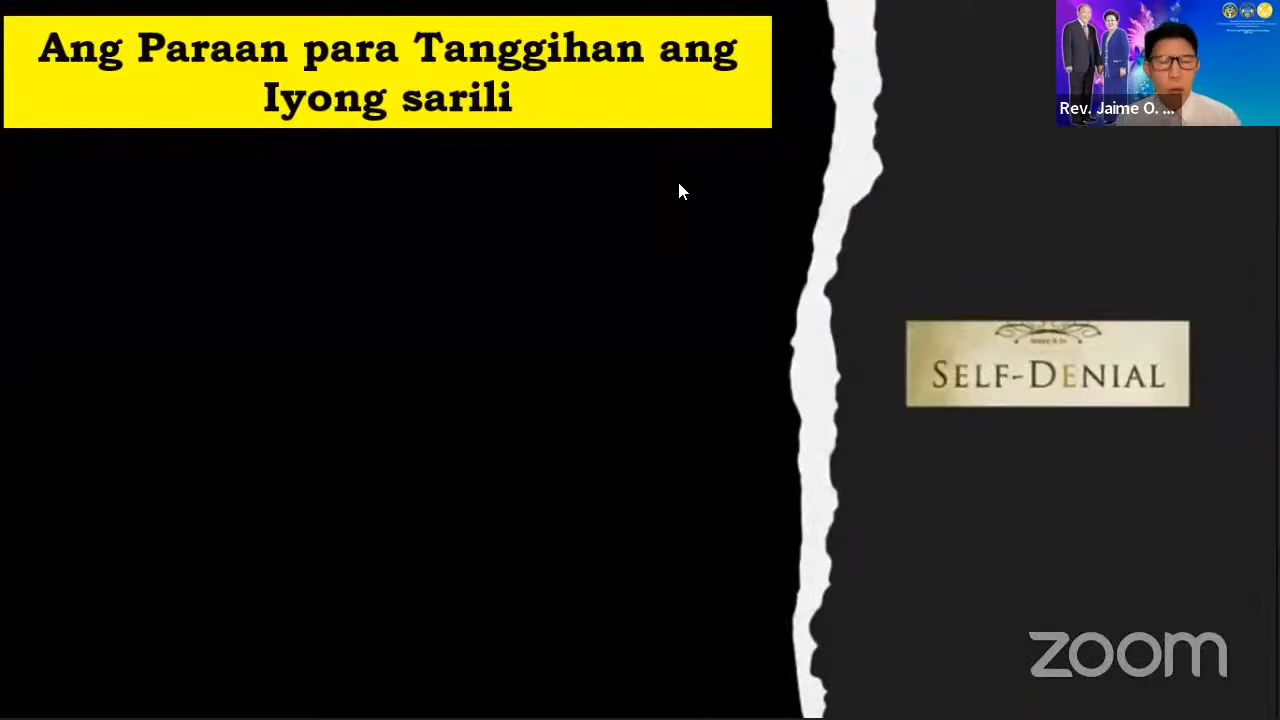 Ang Paraan para Tanggihan ang
Iyong sarili
Rev. Jaime O. ...
SELF-DENIAL
zoom